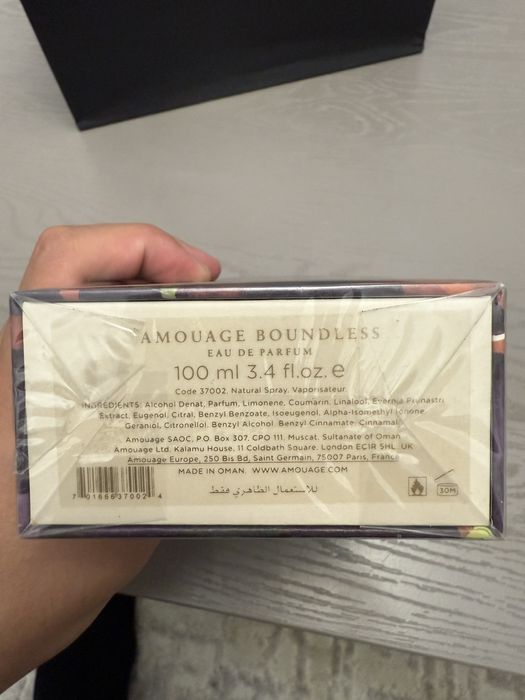 AMOUAGE BOUNDLESS
EAU DE PARFUM
100 ml 3.4 fl.oz. e
Code 37002, Natural Spray, Vaporisateur.
INGREDIENTS: Alcohol Denat, Parfum, Limonene, Coumarin, Linalool, Evernia Prunastri
Extract, Eugenol, Citral, Benzyl Benzoate, Isoeugenol, Alpha-Isomethyl Ionone,
Geraniol, Citronellol, Benzyl Alcohol, Benzyl Cinnamate, Cinnamal
Amouage SAOC, P.O. Box 307, CPO 111, Muscat, Sultanate of Oman
Amouage Ltd, Kalamu House, 11 Coldbath Square, London EC1R 5HL, UK
Amouage Europe, 250 Bis Bd, Saint Germain, 75007 Paris, France
MADE IN OMAN. WWW.AMOUAGE.COM
7 01666 37002 4
للاستعمال الظاهري فقط
30M